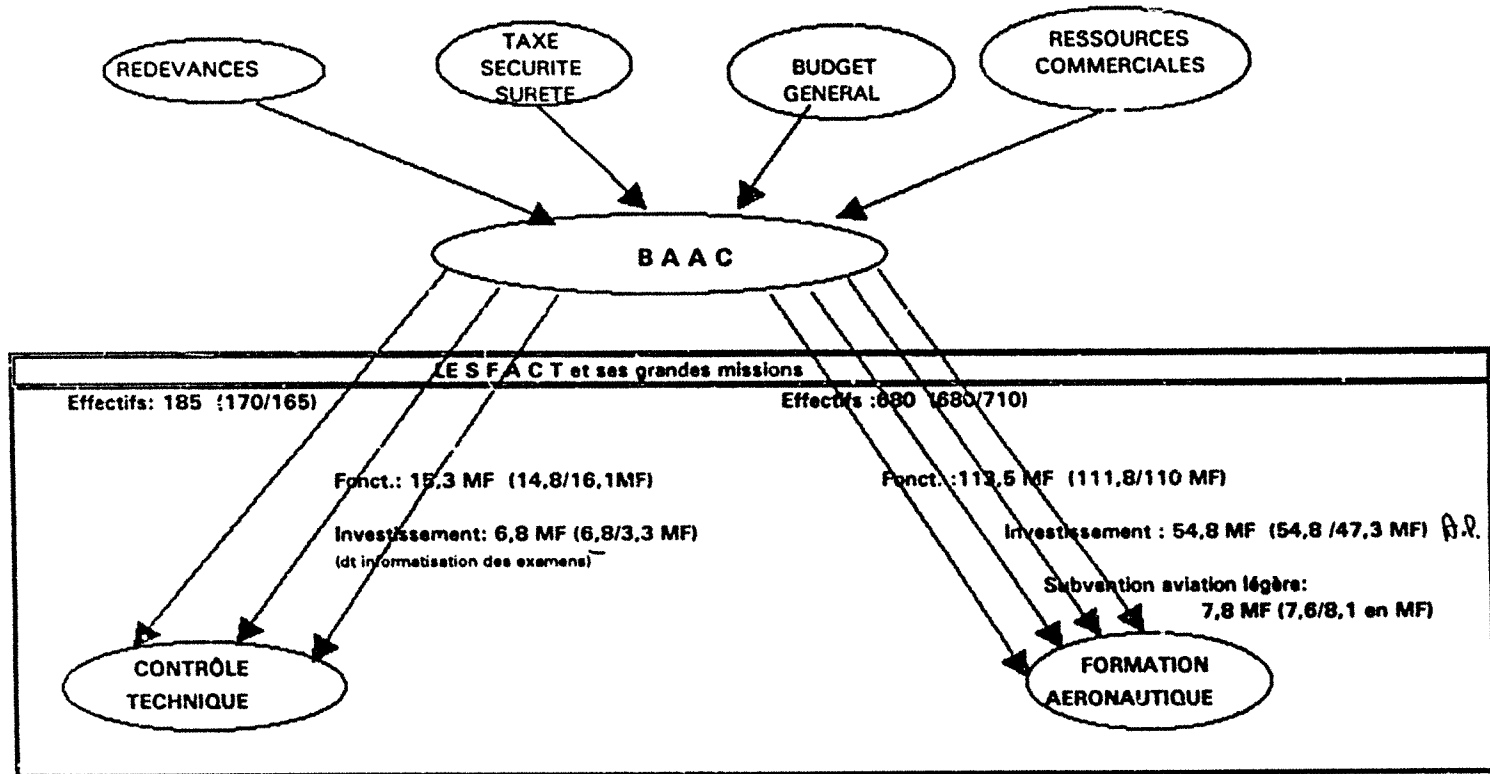 REDEVANCES
TAXE
SECURITE
SURETE
BUDGET
GENERAL
RESSOURCES
COMMERCIALES
B A A C
LE S F A C T et ses grandes missions
Effectifs: 185 (170/165)
Effectifs :680 (680/710)
Fonct.: 15,3 MF (14,8/16,1MF)
Fonct. :113,5 MF (111,8/110 MF)
Investissement: 6,8 MF (6,8/3,3 MF)
(dt informatisation des examens)
Investissement : 54,8 MF (54,8 /47,3 MF) A.P.
Subvention aviation légère:
7,8 MF (7,6/8,1 en MF)
CONTRÔLE
TECHNIQUE
FORMATION
AERONAUTIQUE